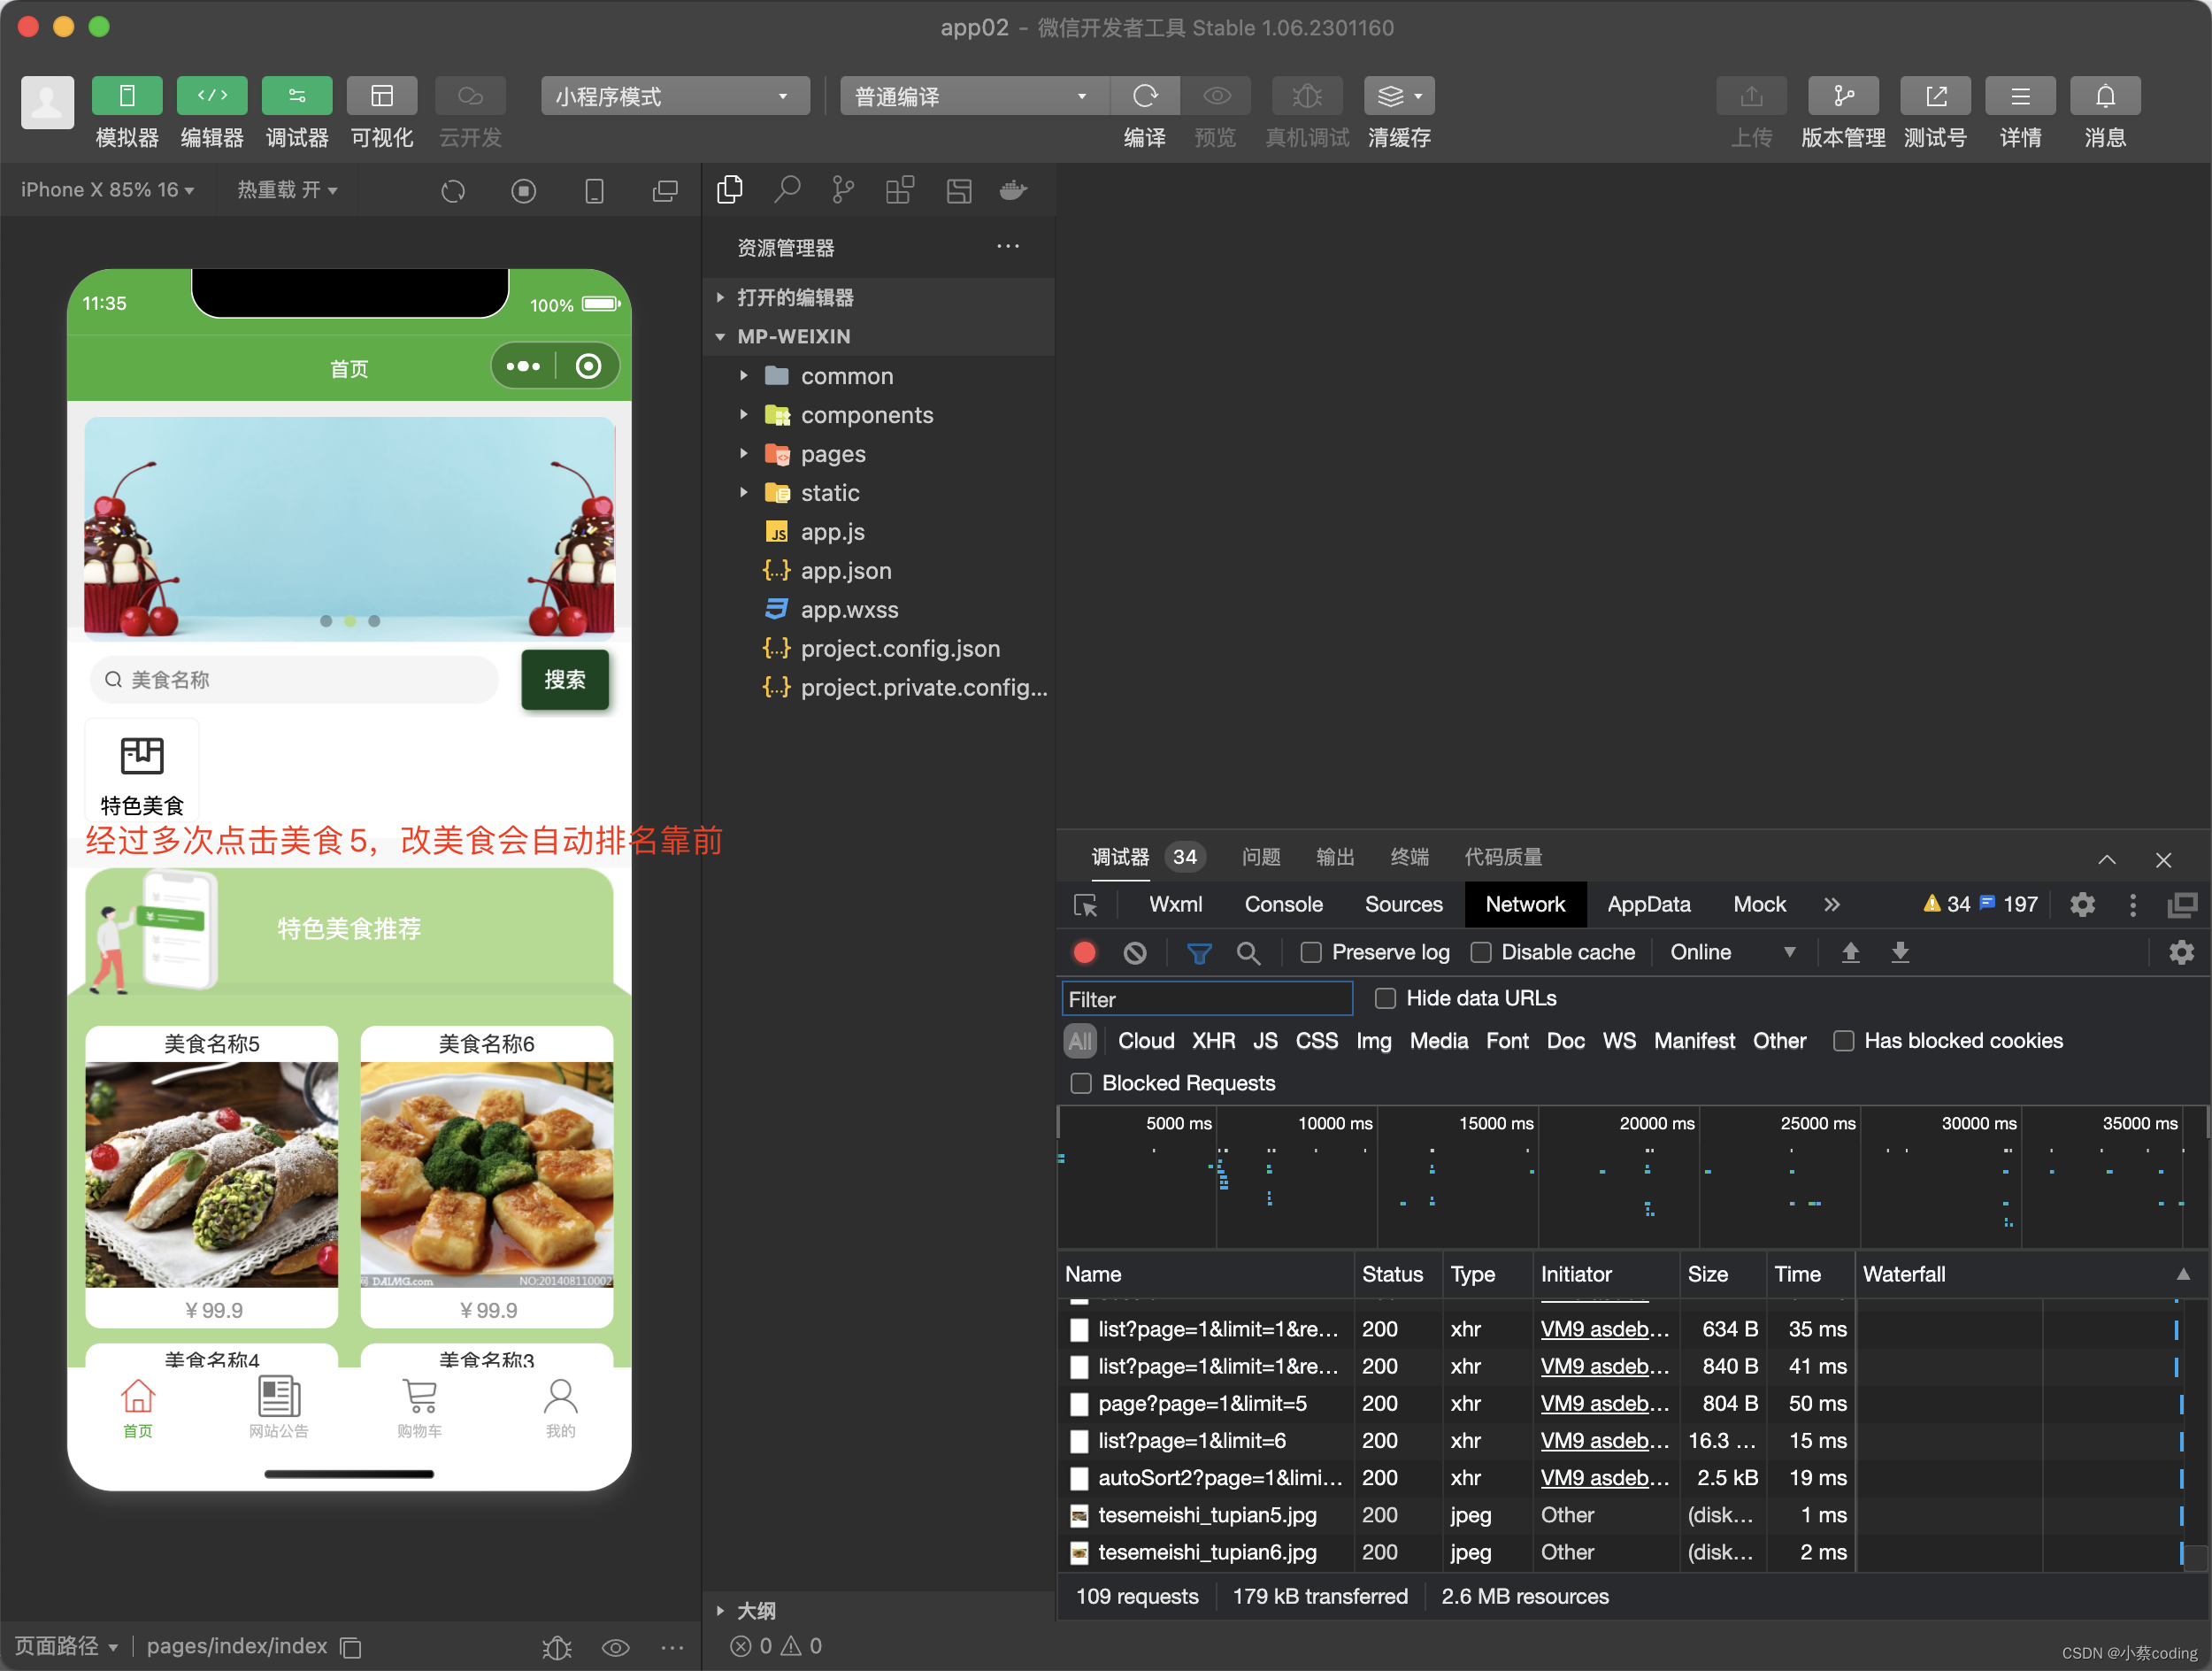 app02 – 微信开发者工具 Stable 1.06.2301160
模拟器 编辑器 调试器 可视化 云开发
小程序模式 普通编译
编译 预览 真机调试 清缓存
上传 版本管理 测试号 详情 消息
iPhone X 85% 16 热重载 开
11:35 100%
首页
美食名称 搜索
特色美食
经过多次点击美食5，改美食会自动排名靠前
特色美食推荐
美食名称5 美食名称6
DAIMG.com NO:201408110002
¥99.9 ¥99.9
美食名称4 美食名称3
首页 网站公告 购物车 我的
页面路径 pages/index/index
资源管理器
打开的编辑器
MP-WEIXIN
common
components
pages
static
JS app.js
{..} app.json
app.wxss
{..} project.config.json
{..} project.private.config...
大纲
0 0
调试器 34 问题 输出 终端 代码质量
Wxml Console Sources Network AppData Mock » 34 197
Preserve log Disable cache Online
Filter Hide data URLs
All Cloud XHR JS CSS Img Media Font Doc WS Manifest Other Has blocked cookies
Blocked Requests
5000 ms 10000 ms 15000 ms 20000 ms 25000 ms 30000 ms 35000 ms
Name Status Type Initiator Size Time Waterfall
list?page=1&limit=1&re... 200 xhr VM9 asdeb... 634 B 35 ms
list?page=1&limit=1&re... 200 xhr VM9 asdeb... 840 B 41 ms
page?page=1&limit=5 200 xhr VM9 asdeb... 804 B 50 ms
list?page=1&limit=6 200 xhr VM9 asdeb... 16.3 ... 15 ms
autoSort2?page=1&limi... 200 xhr VM9 asdeb... 2.5 kB 19 ms
tesemeishi_tupian5.jpg 200 jpeg Other (disk... 1 ms
tesemeishi_tupian6.jpg 200 jpeg Other (disk... 2 ms
109 requests 179 kB transferred 2.6 MB resources
CSDN @小蔡coding